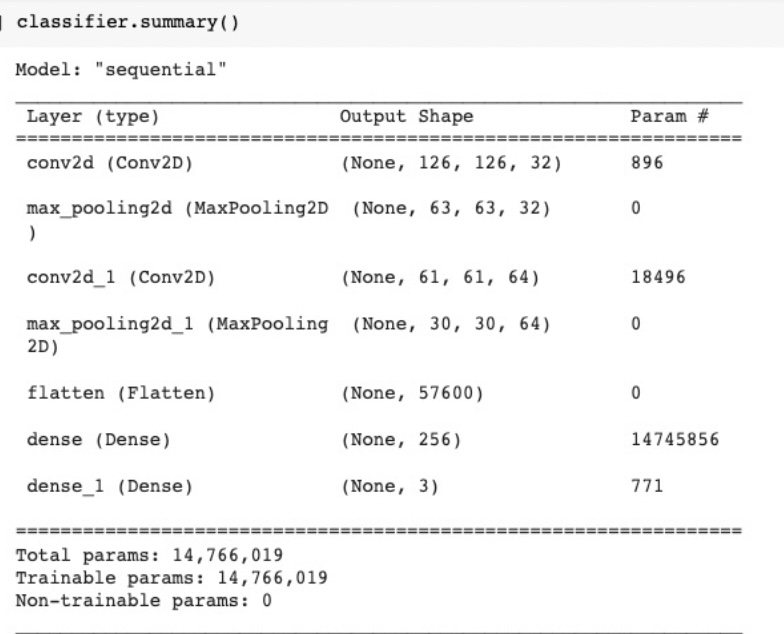 classifier.summary()
Model: "sequential"
Layer (type) Output Shape Param #
=================================================================
conv2d (Conv2D) (None, 126, 126, 32) 896
max_pooling2d (MaxPooling2D (None, 63, 63, 32) 0
)
conv2d_1 (Conv2D) (None, 61, 61, 64) 18496
max_pooling2d_1 (MaxPooling (None, 30, 30, 64) 0
2D)
flatten (Flatten) (None, 57600) 0
dense (Dense) (None, 256) 14745856
dense_1 (Dense) (None, 3) 771
=================================================================
Total params: 14,766,019
Trainable params: 14,766,019
Non-trainable params: 0